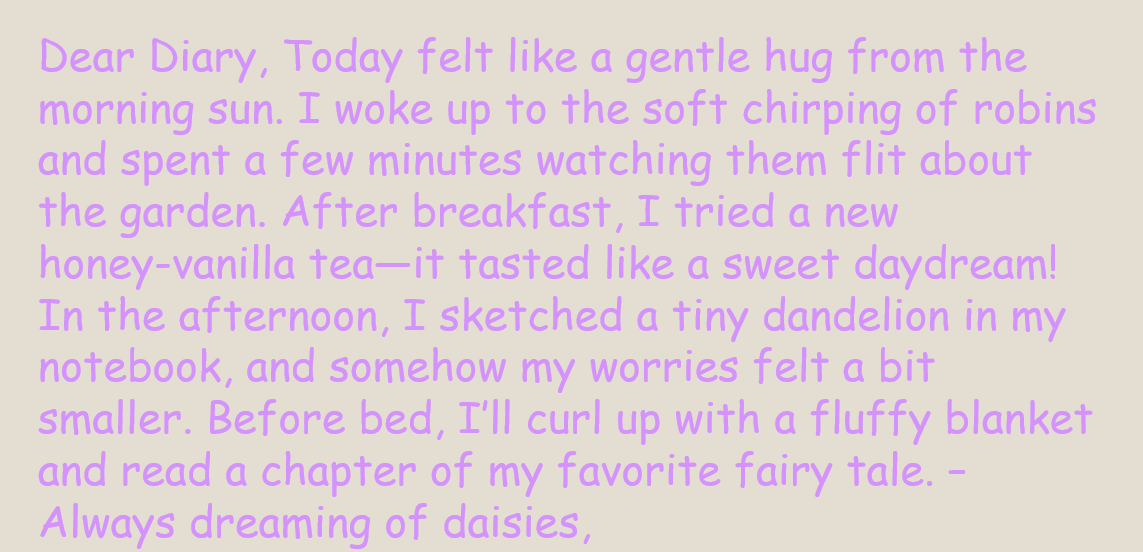 Dear Diary, Today felt like a gentle hug from the
morning sun. I woke up to the soft chirping of robins
and spent a few minutes watching them flit about
the garden. After breakfast, I tried a new
honey-vanilla tea—it tasted like a sweet daydream!
In the afternoon, I sketched a tiny dandelion in my
notebook, and somehow my worries felt a bit
smaller. Before bed, I’ll curl up with a fluffy blanket
and read a chapter of my favorite fairy tale. –
Always dreaming of daisies,